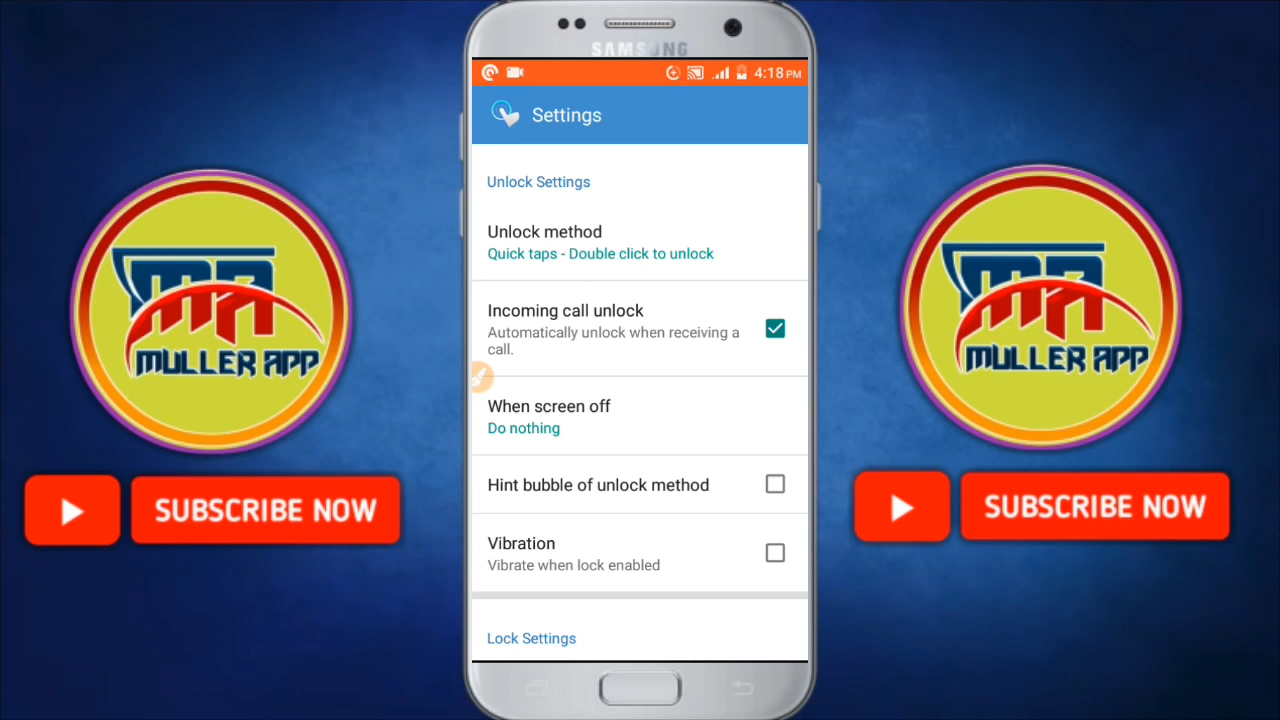 SAMSUNG
4:18 PM
Settings
Unlock Settings
Unlock method
Quick taps - Double click to unlock
Incoming call unlock
Automatically unlock when receiving a
call.
When screen off
Do nothing
Hint bubble of unlock method
Vibration
Vibrate when lock enabled
Lock Settings
MA
MULLER APP
SUBSCRIBE NOW
MA
MULLER APP
SUBSCRIBE NOW